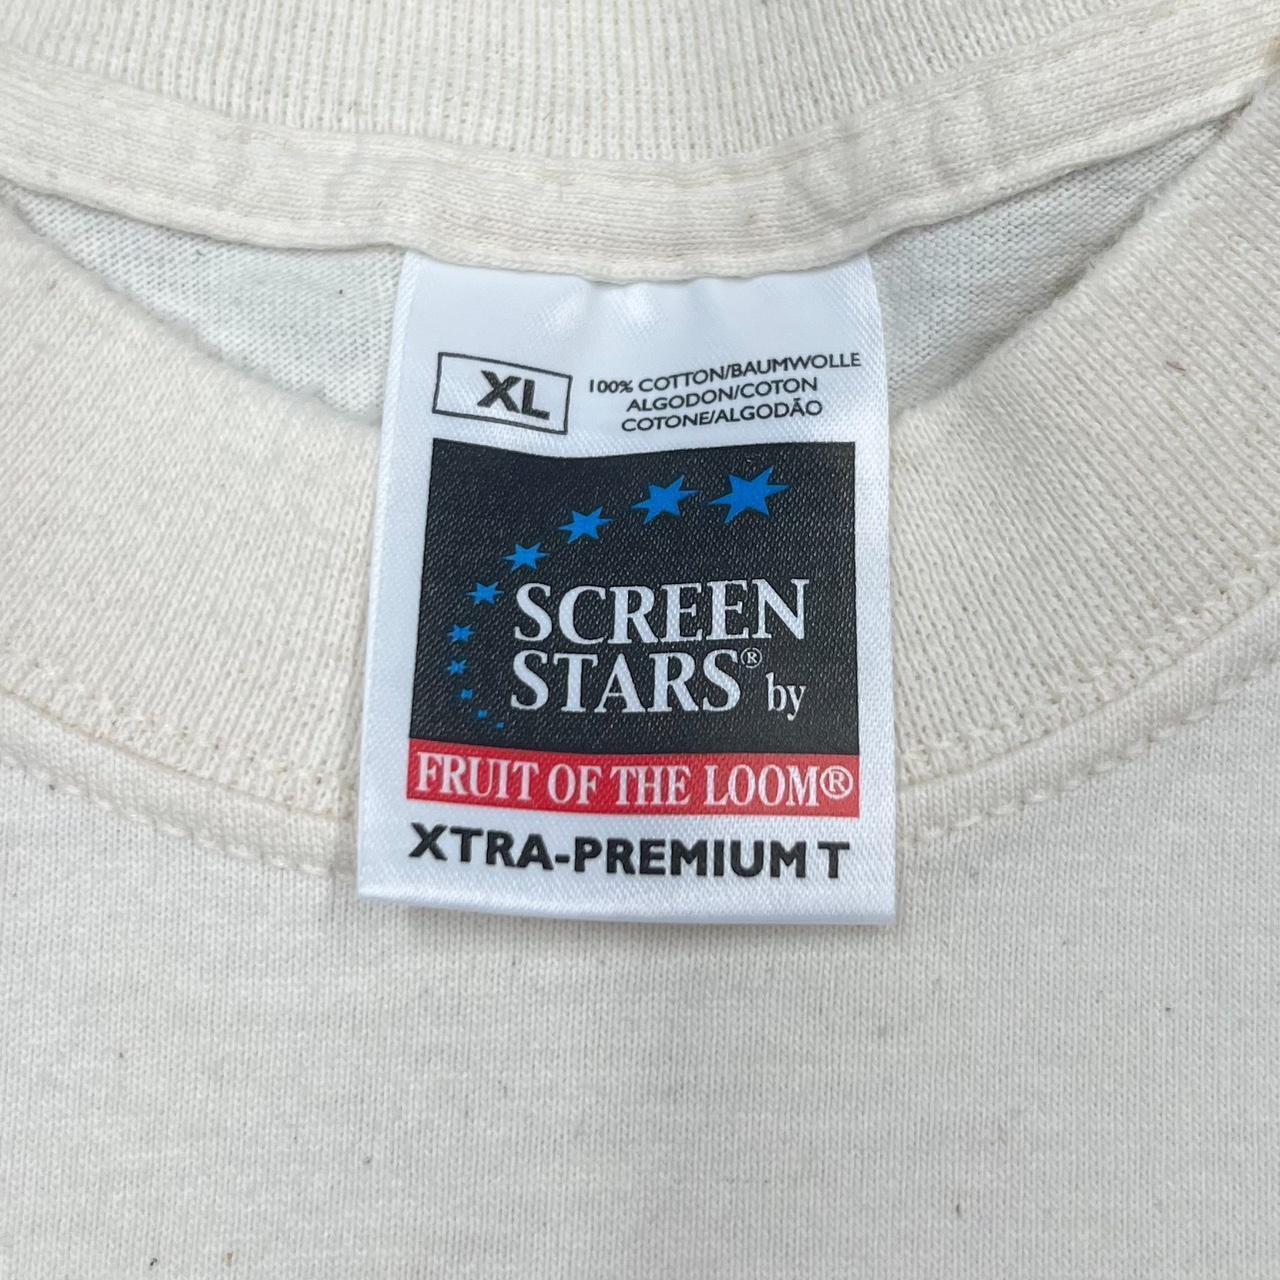 XL
100% COTTON/BAUMWOLLE
ALGODON/COTON
COTONE/ALGODÃO
SCREEN
STARS® by
FRUIT OF THE LOOM®
XTRA-PREMIUM T